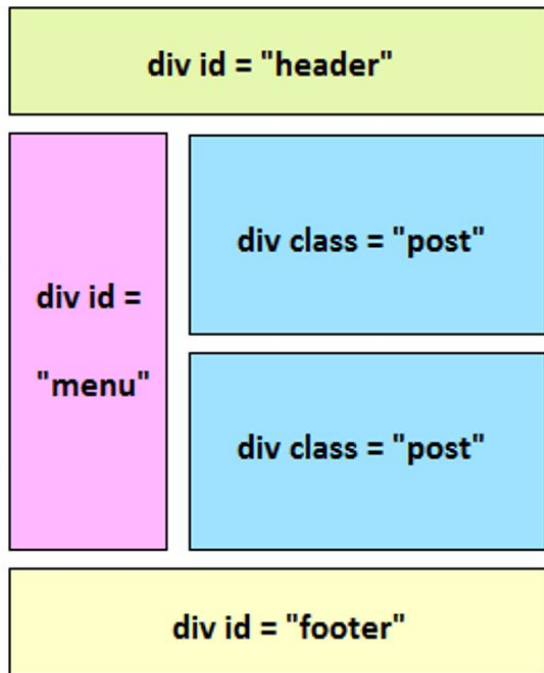 div id = "header"
div id =
"menu"
div class = "post"
div class = "post"
div id = "footer"